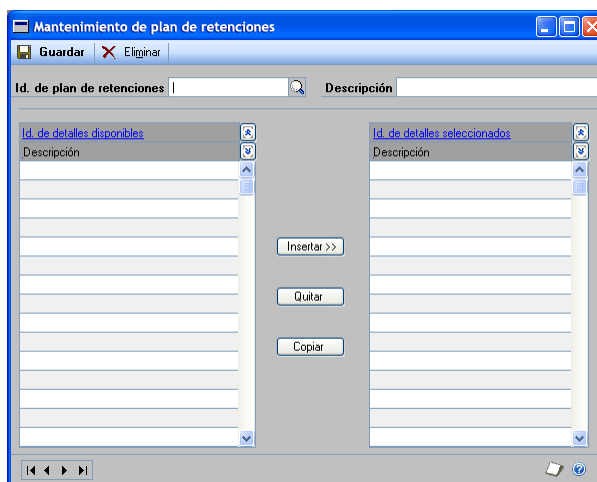 Mantenimiento de plan de retenciones
Guardar Eliminar
Id. de plan de retenciones Descripción
Id. de detalles disponibles Id. de detalles seleccionados
Descripción Descripción
Insertar >>
Quitar
Copiar